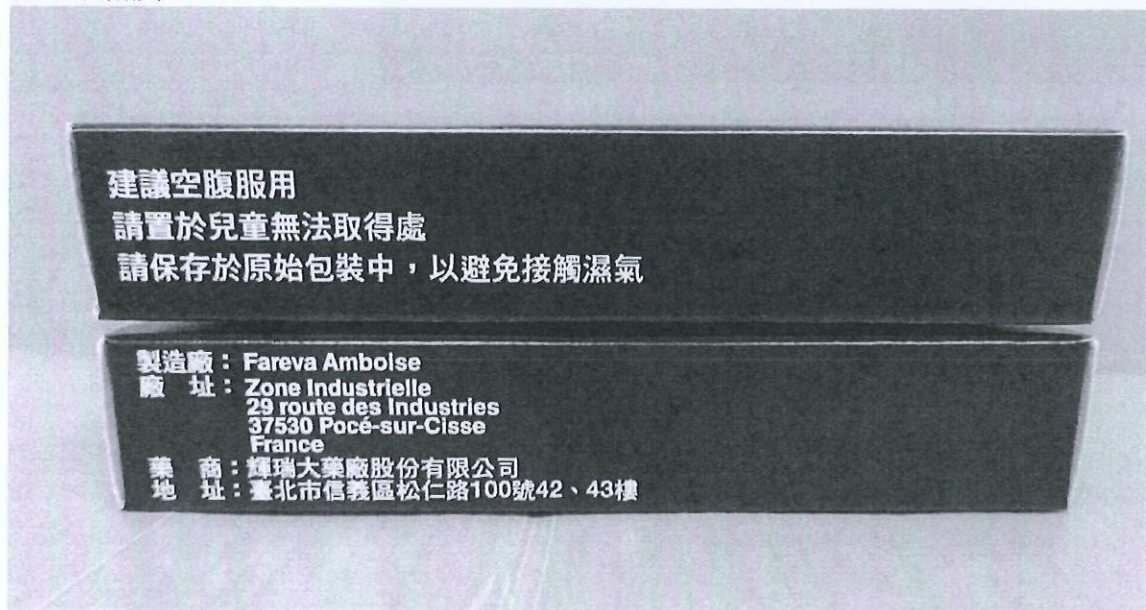 建議空腹服用
請置於兒童無法取得處
請保存於原始包裝中，以避免接觸濕氣
製造廠：Fareva Amboise
廠　址：Zone Industrielle
29 route des Industries
37530 Pocé-sur-Cisse
France
藥　商：輝瑞大藥廠股份有限公司
地　址：臺北市信義區松仁路100號42、43樓